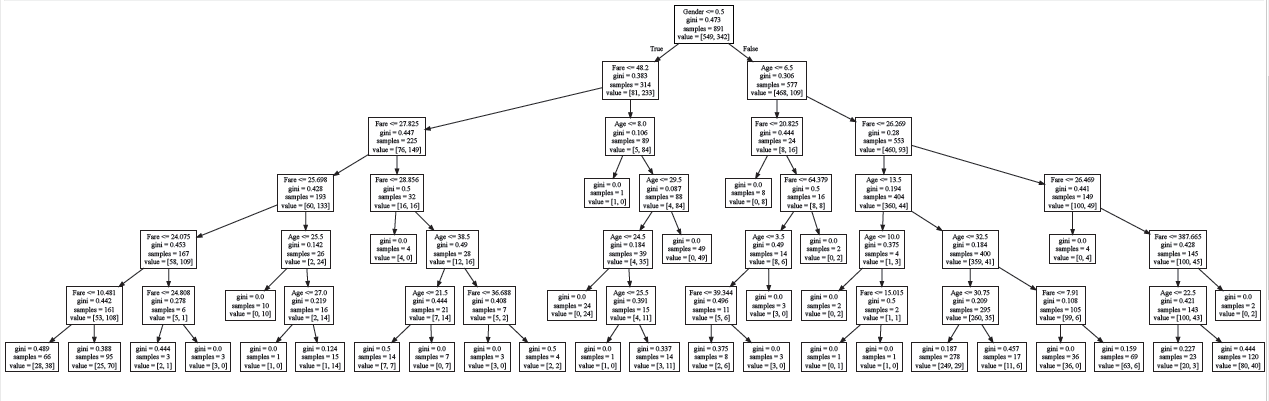 Gender <= 0.5
gini = 0.473
samples = 891
value = [549, 342]
True
False
Fare <= 48.2
gini = 0.383
samples = 314
value = [81, 233]
Age <= 6.5
gini = 0.306
samples = 577
value = [468, 109]
Fare <= 27.825
gini = 0.447
samples = 225
value = [76, 149]
Age <= 8.0
gini = 0.106
samples = 89
value = [5, 84]
Fare <= 20.825
gini = 0.444
samples = 24
value = [8, 16]
Fare <= 26.269
gini = 0.28
samples = 553
value = [460, 93]
Fare <= 25.698
gini = 0.428
samples = 193
value = [60, 133]
Fare <= 28.856
gini = 0.5
samples = 32
value = [16, 16]
gini = 0.0
samples = 1
value = [1, 0]
Age <= 29.5
gini = 0.087
samples = 88
value = [4, 84]
gini = 0.0
samples = 8
value = [0, 8]
Fare <= 64.379
gini = 0.5
samples = 16
value = [8, 8]
Age <= 13.5
gini = 0.194
samples = 404
value = [360, 44]
Fare <= 26.469
gini = 0.441
samples = 149
value = [100, 49]
Fare <= 24.075
gini = 0.453
samples = 167
value = [58, 109]
Age <= 25.5
gini = 0.142
samples = 26
value = [2, 24]
gini = 0.0
samples = 4
value = [4, 0]
Age <= 38.5
gini = 0.49
samples = 28
value = [12, 16]
Age <= 24.5
gini = 0.184
samples = 39
value = [4, 35]
gini = 0.0
samples = 49
value = [0, 49]
Age <= 3.5
gini = 0.49
samples = 14
value = [8, 6]
gini = 0.0
samples = 2
value = [0, 2]
Age <= 10.0
gini = 0.375
samples = 4
value = [1, 3]
Age <= 32.5
gini = 0.184
samples = 400
value = [359, 41]
gini = 0.0
samples = 4
value = [0, 4]
Fare <= 387.665
gini = 0.428
samples = 145
value = [100, 45]
Fare <= 10.481
gini = 0.442
samples = 161
value = [53, 108]
Fare <= 24.808
gini = 0.278
samples = 6
value = [5, 1]
gini = 0.0
samples = 10
value = [0, 10]
Age <= 27.0
gini = 0.219
samples = 16
value = [2, 14]
Age <= 21.5
gini = 0.444
samples = 21
value = [7, 14]
Fare <= 36.688
gini = 0.408
samples = 7
value = [5, 2]
gini = 0.0
samples = 24
value = [0, 24]
Age <= 25.5
gini = 0.391
samples = 15
value = [4, 11]
Fare <= 39.344
gini = 0.496
samples = 11
value = [5, 6]
gini = 0.0
samples = 3
value = [3, 0]
gini = 0.0
samples = 2
value = [0, 2]
Fare <= 15.015
gini = 0.5
samples = 2
value = [1, 1]
Age <= 30.75
gini = 0.209
samples = 295
value = [260, 35]
Fare <= 7.91
gini = 0.108
samples = 105
value = [99, 6]
Age <= 22.5
gini = 0.421
samples = 143
value = [100, 43]
gini = 0.0
samples = 2
value = [0, 2]
gini = 0.489
samples = 66
value = [28, 38]
gini = 0.388
samples = 95
value = [25, 70]
gini = 0.444
samples = 3
value = [2, 1]
gini = 0.0
samples = 3
value = [3, 0]
gini = 0.0
samples = 1
value = [1, 0]
gini = 0.124
samples = 15
value = [1, 14]
gini = 0.5
samples = 14
value = [7, 7]
gini = 0.0
samples = 7
value = [0, 7]
gini = 0.0
samples = 3
value = [3, 0]
gini = 0.5
samples = 4
value = [2, 2]
gini = 0.0
samples = 1
value = [1, 0]
gini = 0.337
samples = 14
value = [3, 11]
gini = 0.375
samples = 8
value = [2, 6]
gini = 0.0
samples = 3
value = [3, 0]
gini = 0.0
samples = 1
value = [0, 1]
gini = 0.0
samples = 1
value = [1, 0]
gini = 0.187
samples = 278
value = [249, 29]
gini = 0.457
samples = 17
value = [11, 6]
gini = 0.0
samples = 36
value = [36, 0]
gini = 0.159
samples = 69
value = [63, 6]
gini = 0.227
samples = 23
value = [20, 3]
gini = 0.444
samples = 120
value = [80, 40]